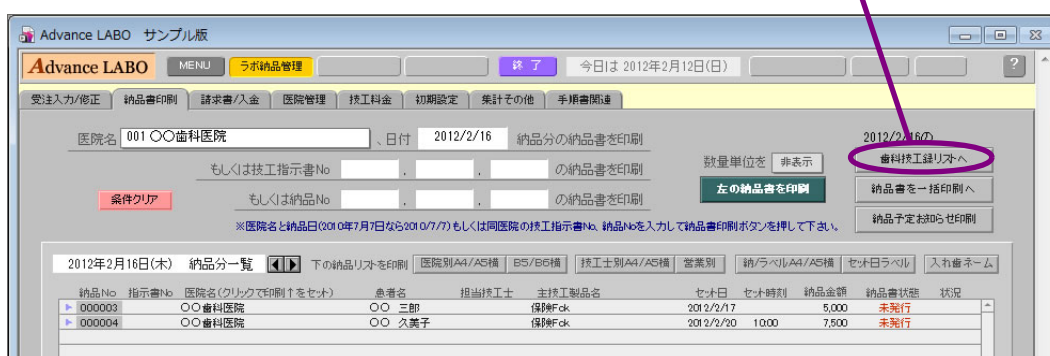 Advance LABO サンプル版
Advance LABO MENU ラボ納品管理 終 了 今日は 2012年2月12日(日) ?
受注入力/修正 納品書印刷 請求書/入金 医院管理 技工料金 初期設定 集計その他 手順書関連
医院名 001 〇〇歯科医院 、日付 2012/2/16 納品分の納品書を印刷 2012/2/16の
もしくは技工指示書No . . の納品書を印刷 数量単位を 非表示 歯科技工録リストへ
条件クリア もしくは納品No . . の納品書を印刷 左の納品書を印刷 納品書を一括印刷へ
※医院名と納品日(2010年7月7日なら2010/7/7)もしくは同医院の技工指示書No、納品Noを入力して納品書印刷ボタンを押して下さい。 納品予定お知らせ印刷
2012年2月16日(木) 納品分一覧 下の納品リストを印刷 医院別A4/A5横 B5/B6横 技工士別A4/A5横 営業別 納/ラベルA4/A5横 セット日ラベル 入れ歯ネーム
納品No 指示書No 医院名(クリックで印刷↑をセット) 患者名 担当技工士 主技工製品名 セット日 セット時刻 納品金額 納品書状態 状況
000003 〇〇歯科医院 〇〇 三郎 保険Fck 2012/2/17 5,000 未発行
000004 〇〇歯科医院 〇〇 久美子 保険Fck 2012/2/20 10:00 7,500 未発行